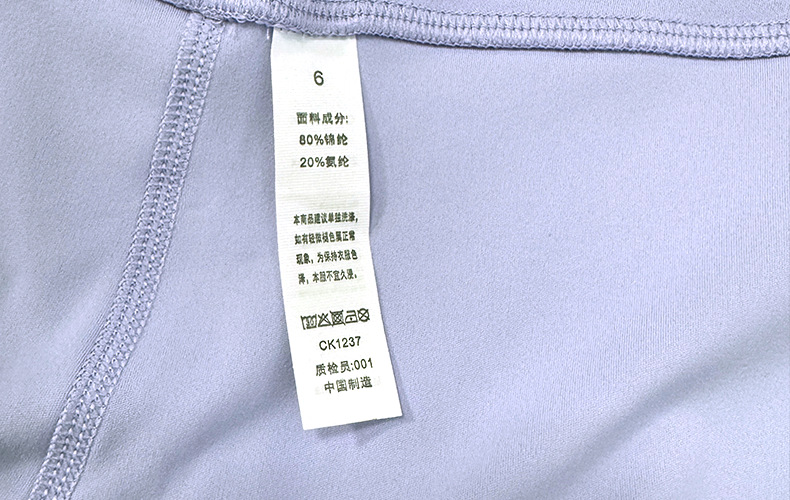 6
面料成分:
80%锦纶
20%氨纶
本商品建议单独洗涤,
如有轻微褪色属正常
现象，为保持衣服色
泽，本品不宜久浸。
CK1237
质检员:001
中国制造